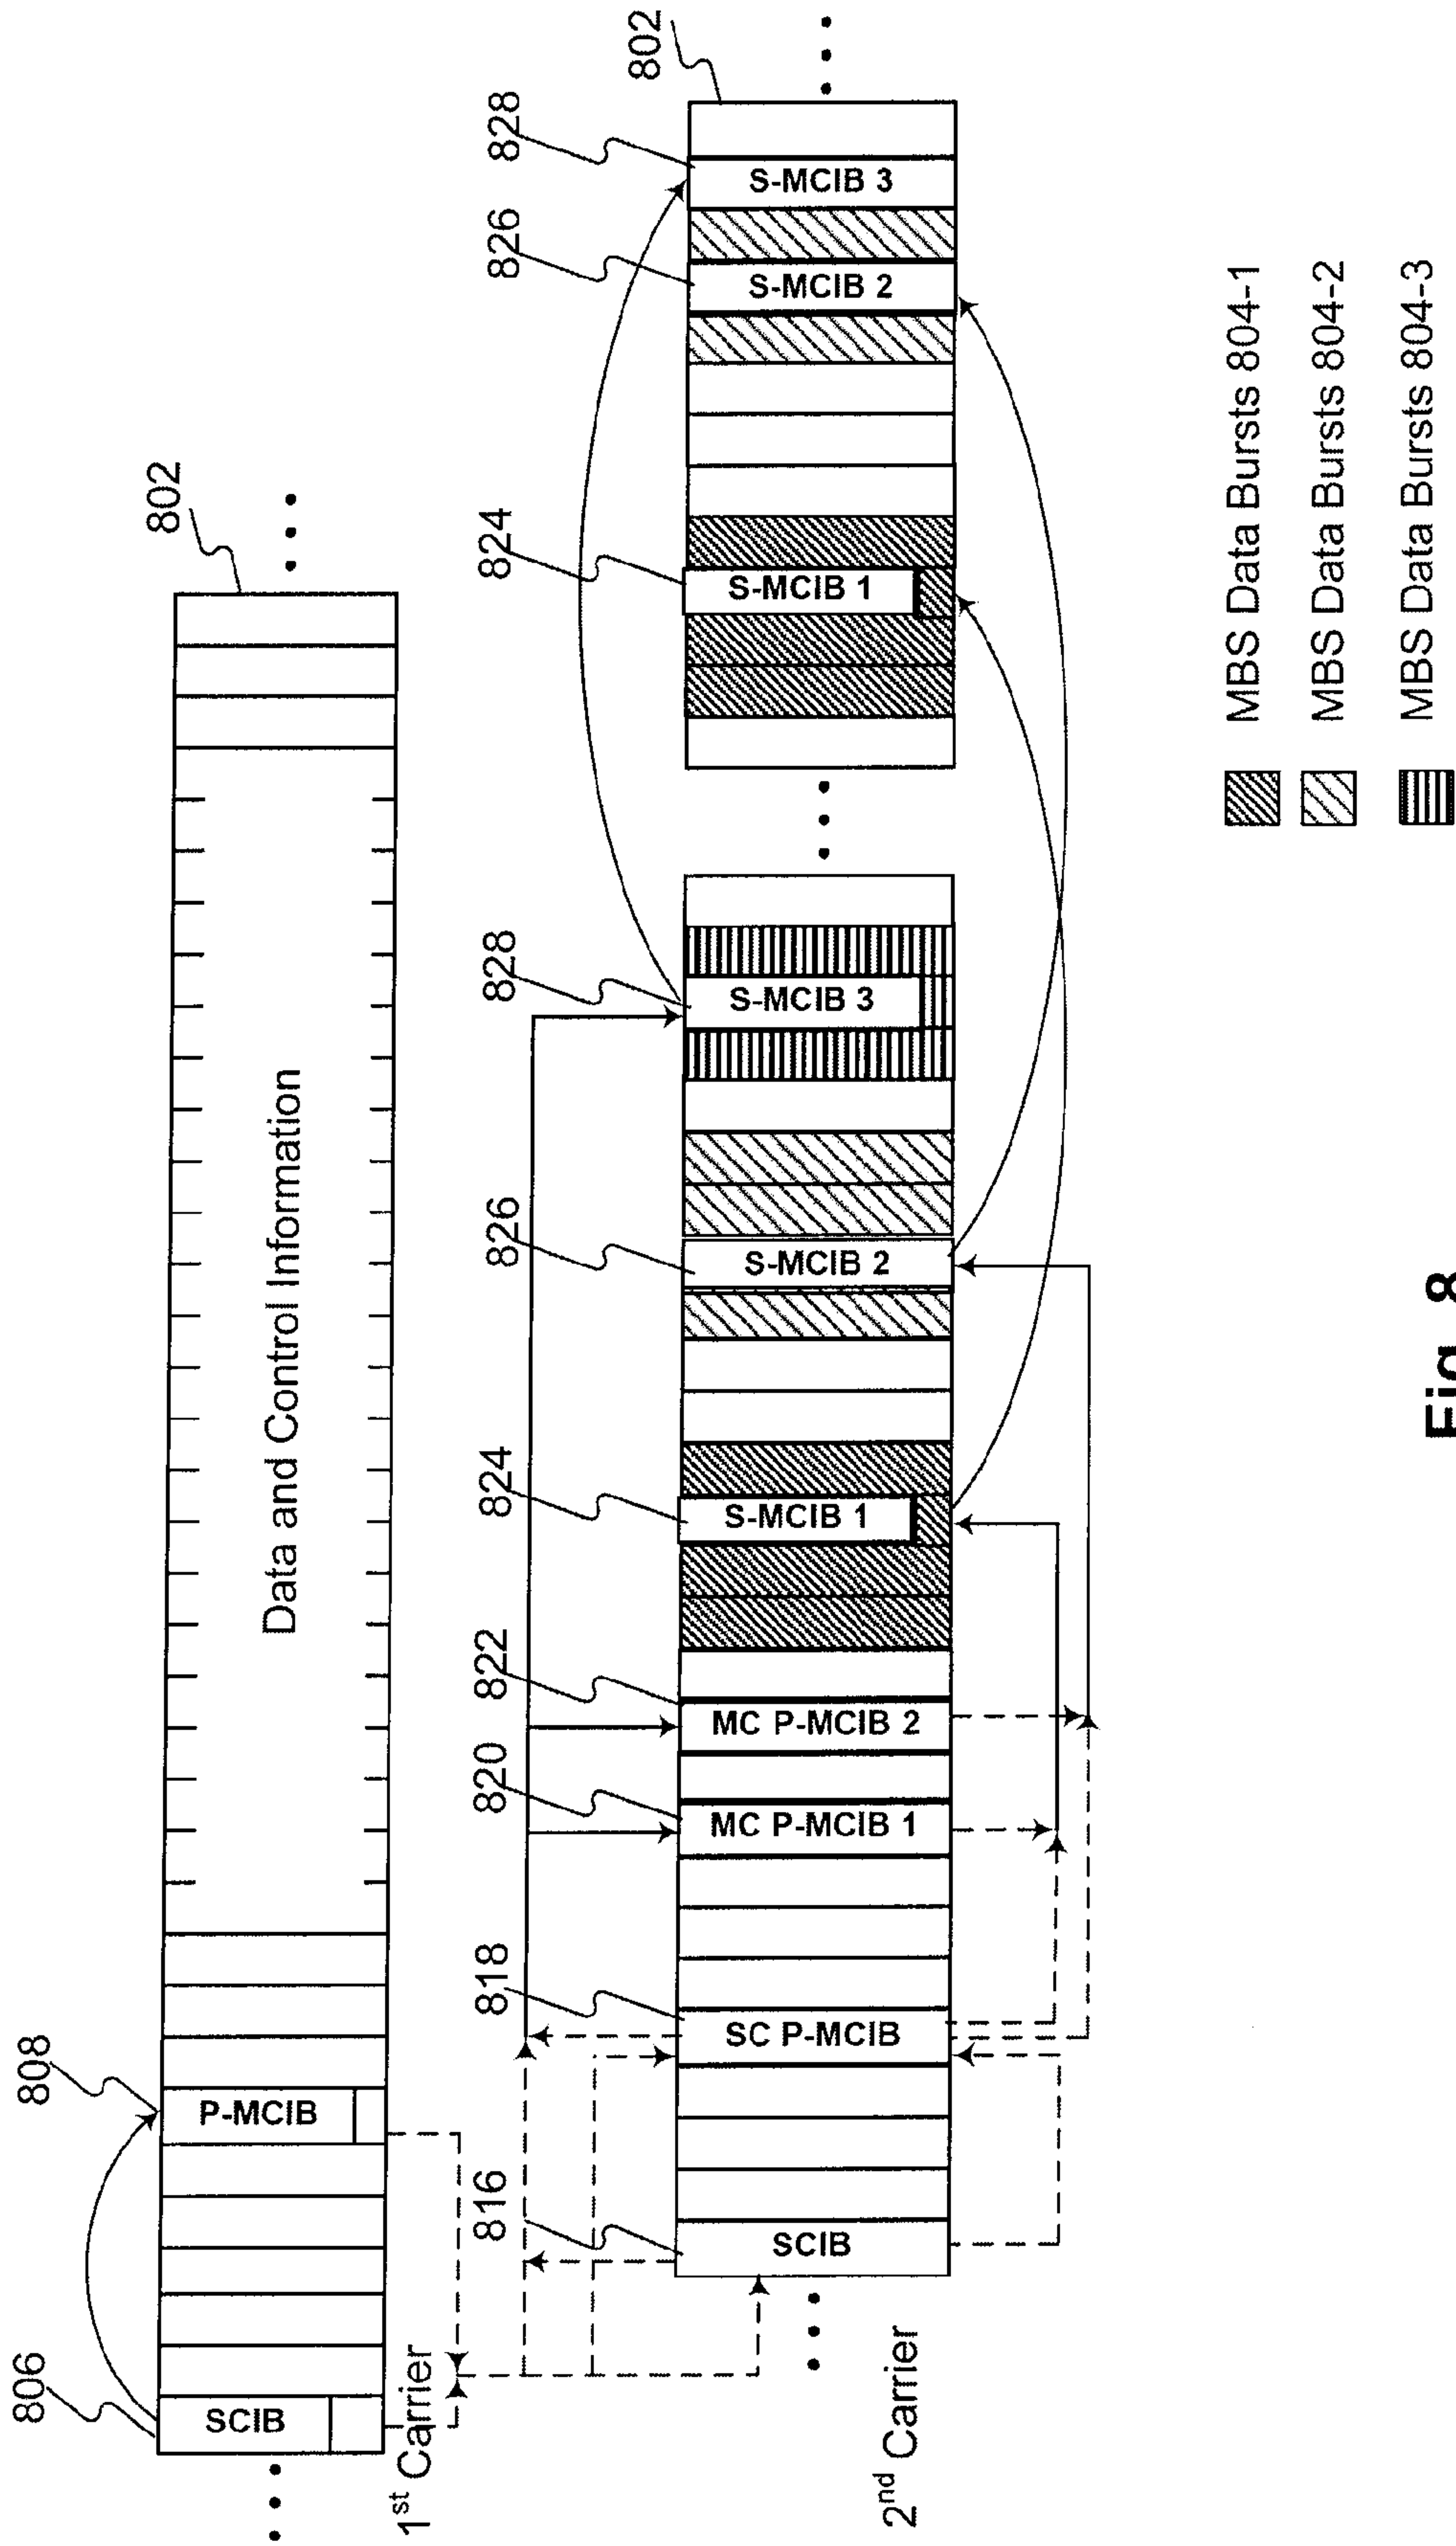 806
808
802
SCIB
P-MCIB
Data and Control Information
1st Carrier
816
818
820
822
824
826
828
824
826
828
802
SCIB
SC P-MCIB
MC P-MCIB 1
MC P-MCIB 2
S-MCIB 1
S-MCIB 2
S-MCIB 3
S-MCIB 1
S-MCIB 2
S-MCIB 3
2nd Carrier
MBS Data Bursts 804-1
MBS Data Bursts 804-2
MBS Data Bursts 804-3
Fig. 8